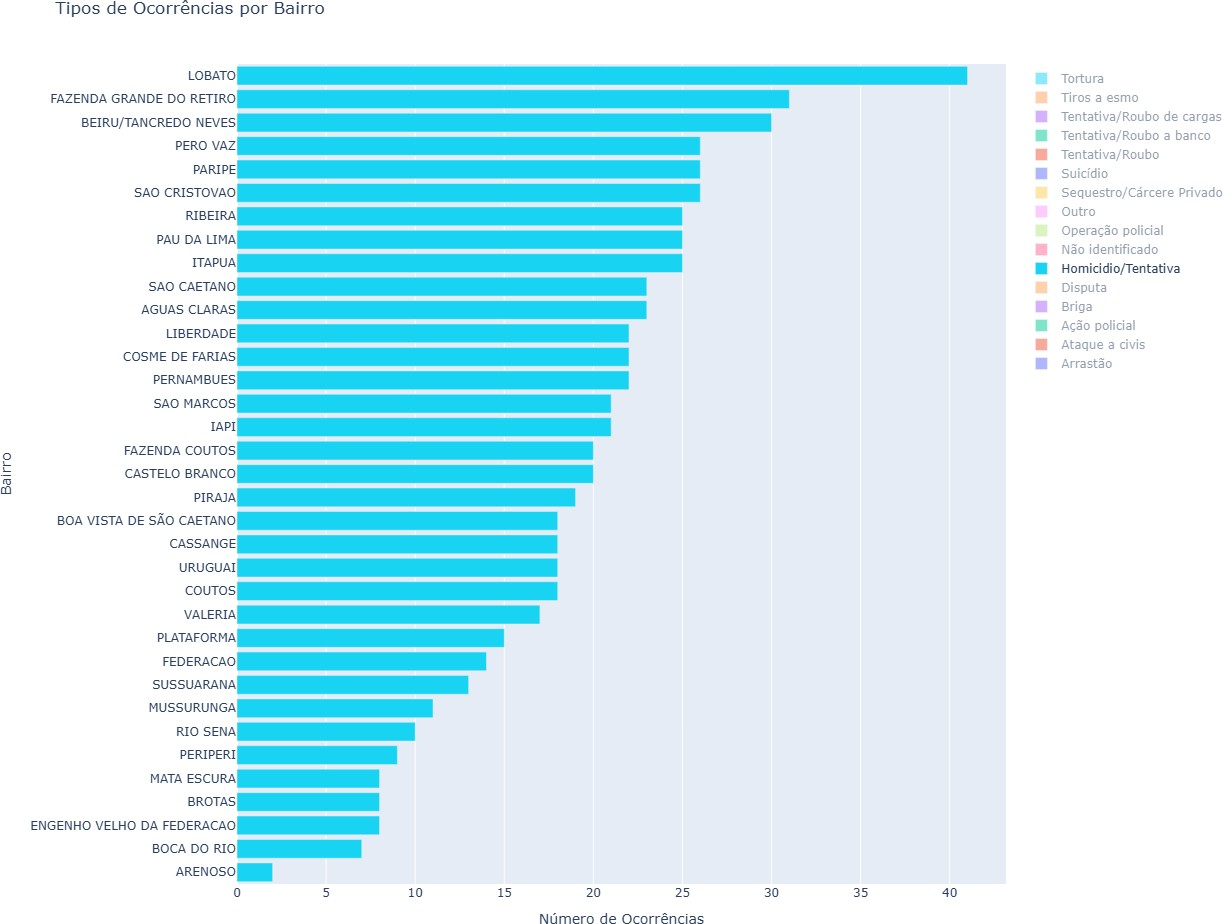 Tipos de Ocorrências por Bairro
LOBATO
FAZENDA GRANDE DO RETIRO
BEIRU/TANCREDO NEVES
PERO VAZ
PARIPE
SAO CRISTOVAO
RIBEIRA
PAU DA LIMA
ITAPUA
SAO CAETANO
AGUAS CLARAS
LIBERDADE
COSME DE FARIAS
PERNAMBUES
SAO MARCOS
IAPI
FAZENDA COUTOS
CASTELO BRANCO
PIRAJA
BOA VISTA DE SÃO CAETANO
CASSANGE
URUGUAI
COUTOS
VALERIA
PLATAFORMA
FEDERACAO
SUSSUARANA
MUSSURUNGA
RIO SENA
PERIPERI
MATA ESCURA
BROTAS
ENGENHO VELHO DA FEDERACAO
BOCA DO RIO
ARENOSO
Bairro
0 5 10 15 20 25 30 35 40
Número de Ocorrências
Tortura
Tiros a esmo
Tentativa/Roubo de cargas
Tentativa/Roubo a banco
Tentativa/Roubo
Suicídio
Sequestro/Cárcere Privado
Outro
Operação policial
Não identificado
Homicidio/Tentativa
Disputa
Briga
Ação policial
Ataque a civis
Arrastão